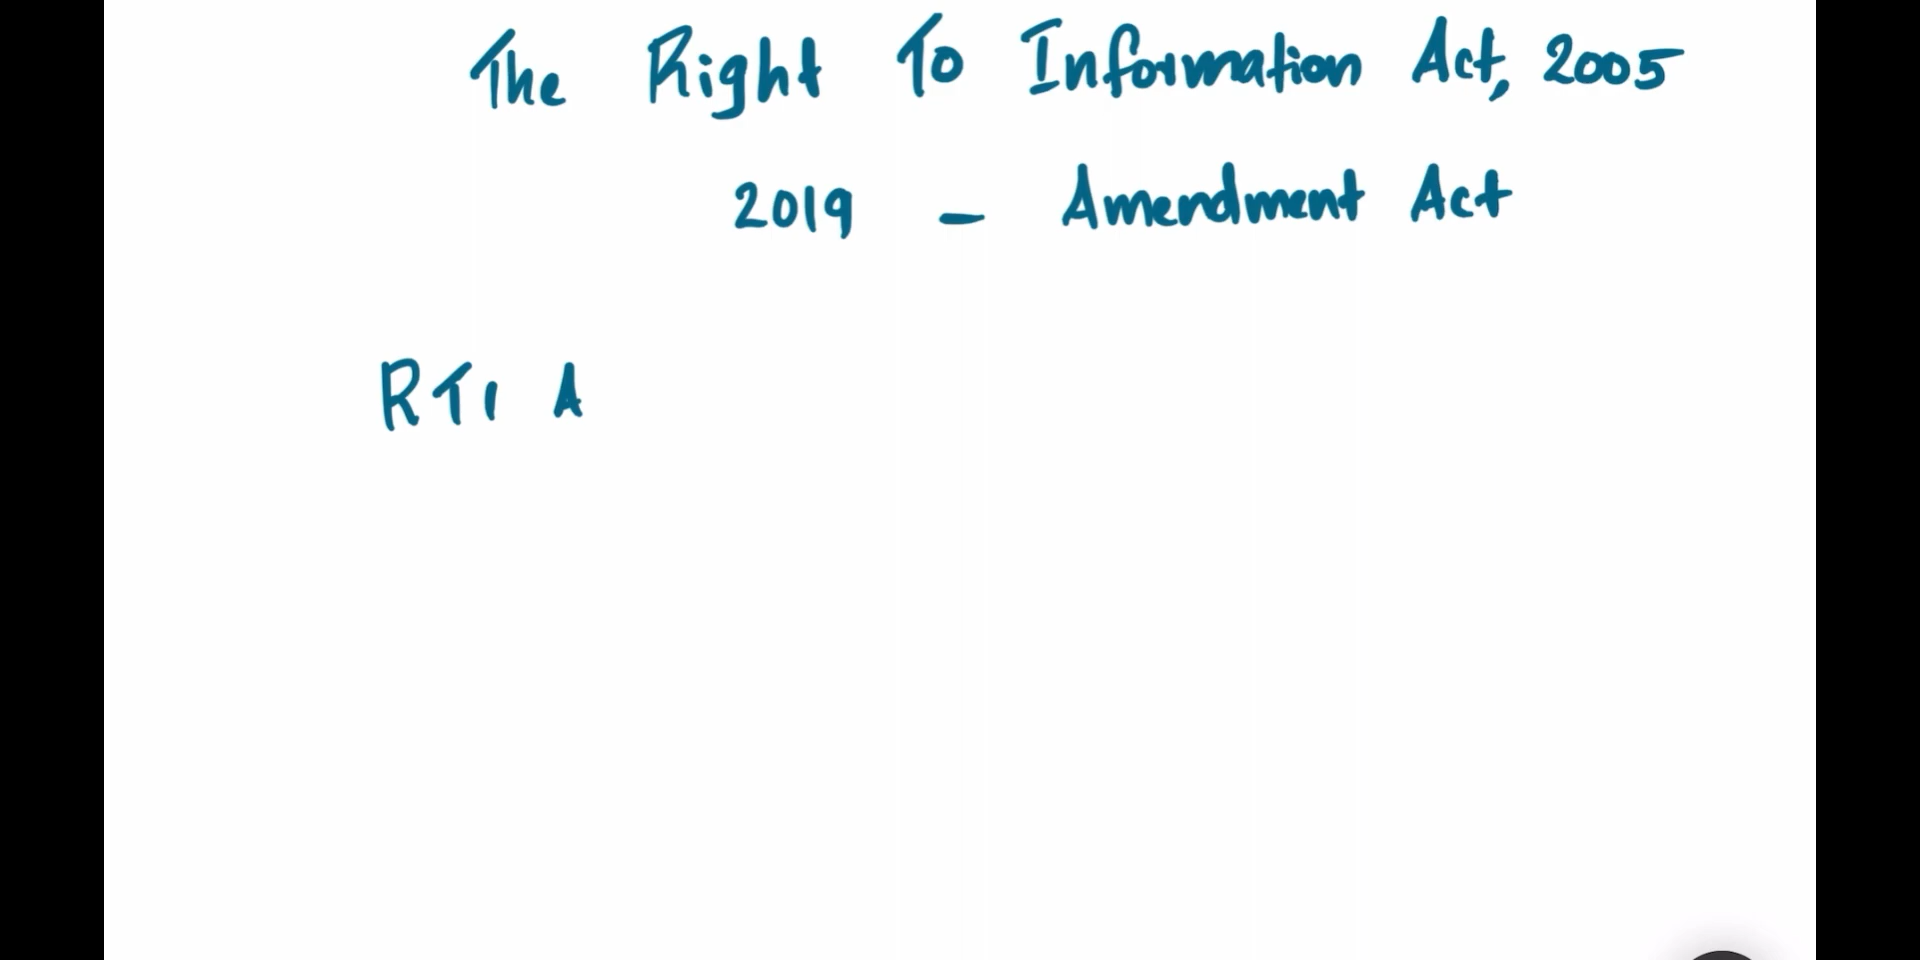 The Right To Information Act, 2005
2019 - Amendment Act
RTI A